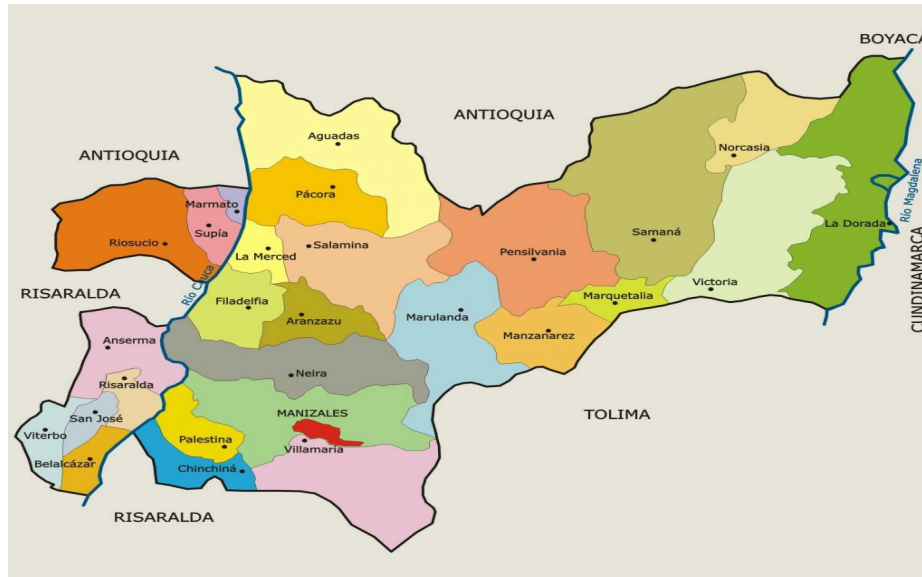 BOYACA
ANTIOQUIA
Aguadas
Norcasia
ANTIOQUIA
Río Magdalena
Pácora
Marmato
Supía
La Dorada
Riosucio
Salamina
Samaná
La Merced
Pensilvania
CUNDINAMARCA
Río Cauca
Victoria
RISARALDA
Filadelfia
Marquetalia
Aranzazu
Marulanda
Manzanarez
Anserma
Neira
Risaralda
MANIZALES
TOLIMA
San José
Viterbo
Palestina
Villamaría
Belalcázar
Chinchiná
RISARALDA